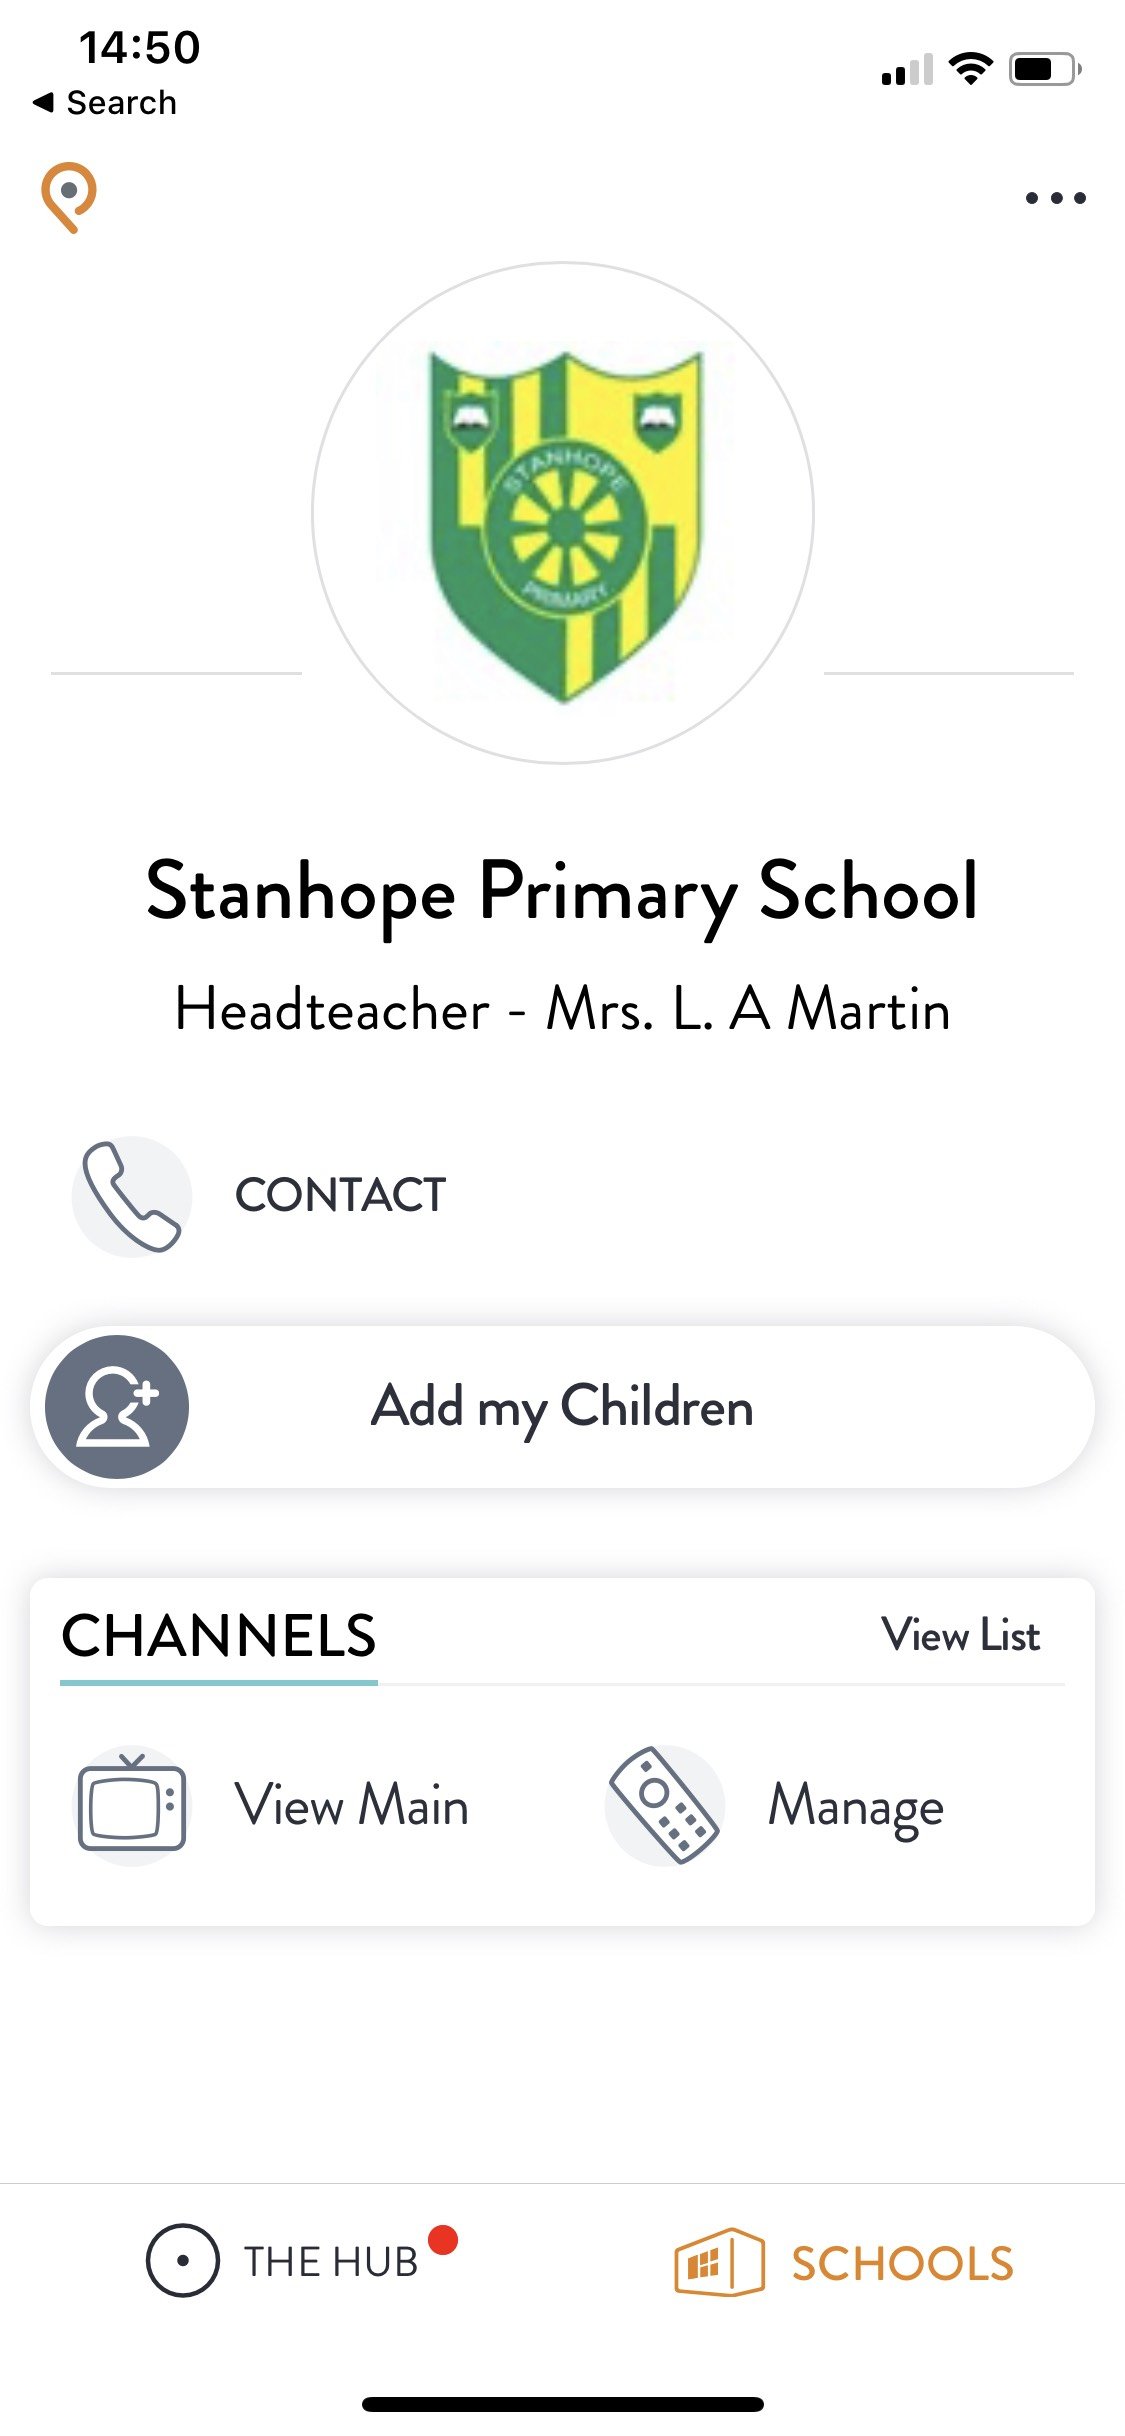 14:50
Search
STANHOPE
PRIMARY
Stanhope Primary School
Headteacher - Mrs. L. A Martin
CONTACT
Add my Children
CHANNELS
View List
View Main
Manage
THE HUB
SCHOOLS